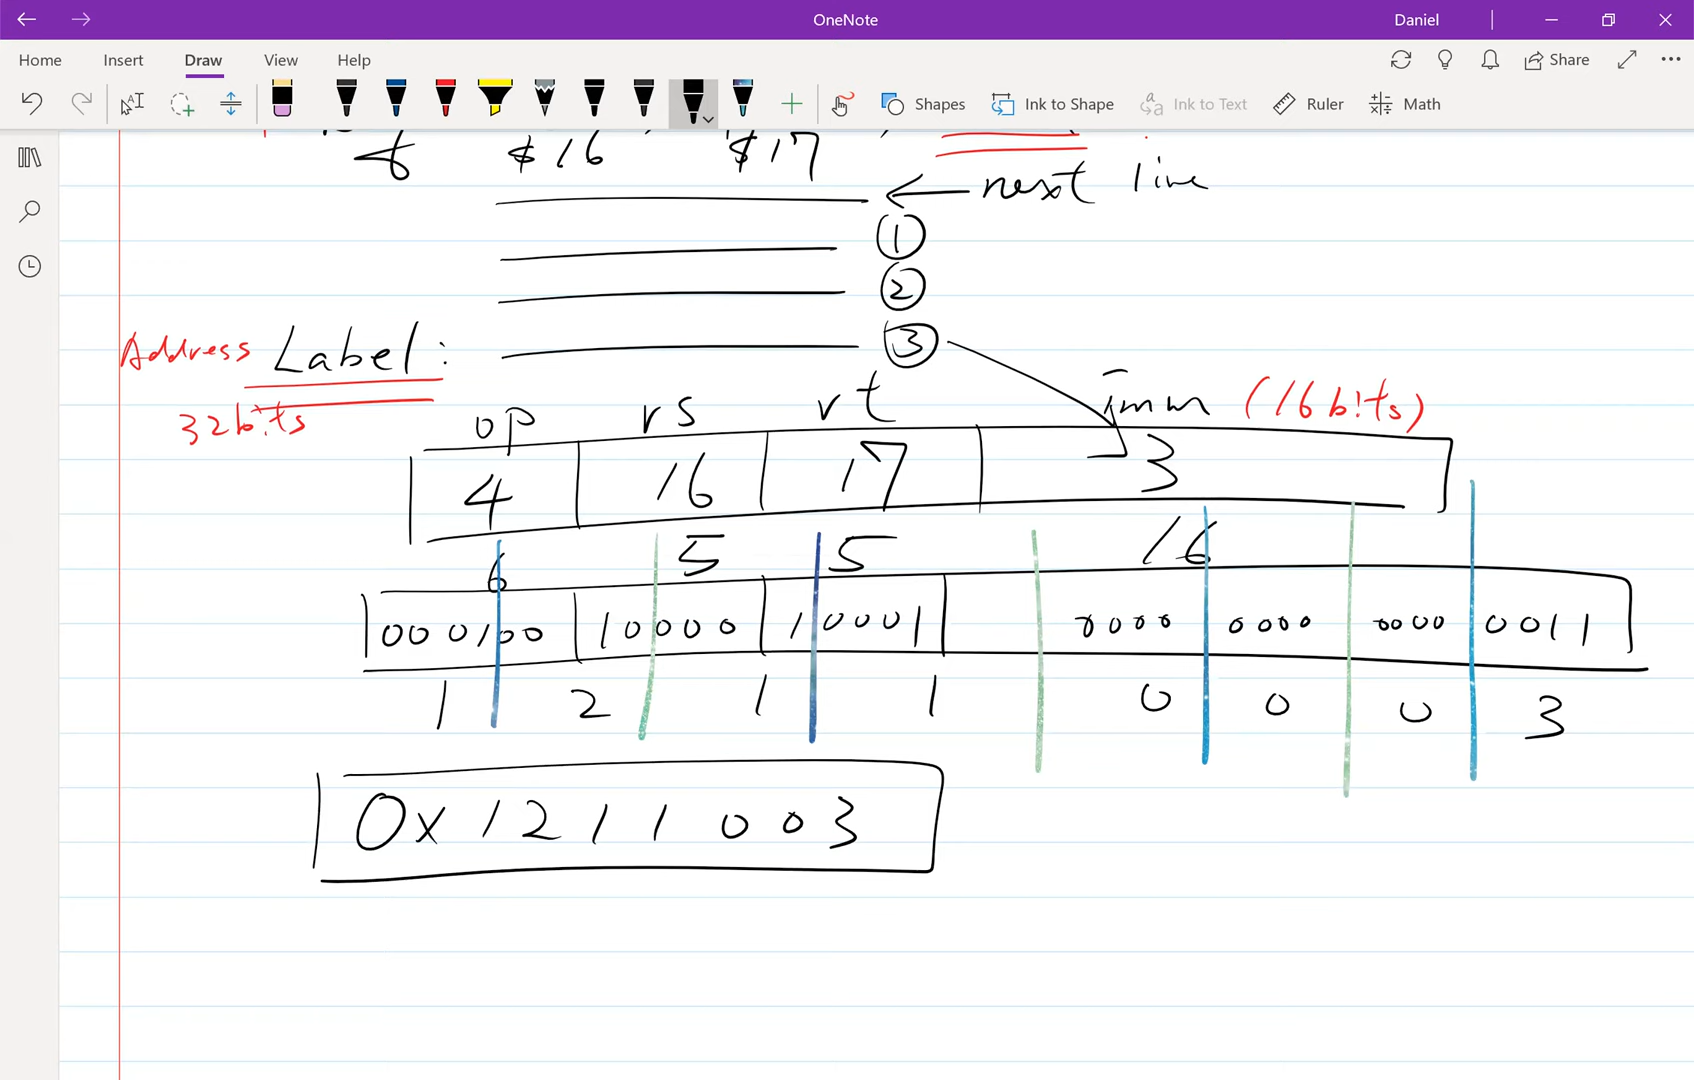 OneNote
Daniel
Home Insert Draw View Help
Share
Shapes Ink to Shape Ink to Text Ruler Math
$16 , $17 ,
← next line
①
②
Address Label: ③
32bits
op rs rt imm (16bits)
4 16 17 3
6 5 5 16
000100 10000 10001 0000 0000 0000 0011
1 2 1 1 0 0 0 3
0x1211003